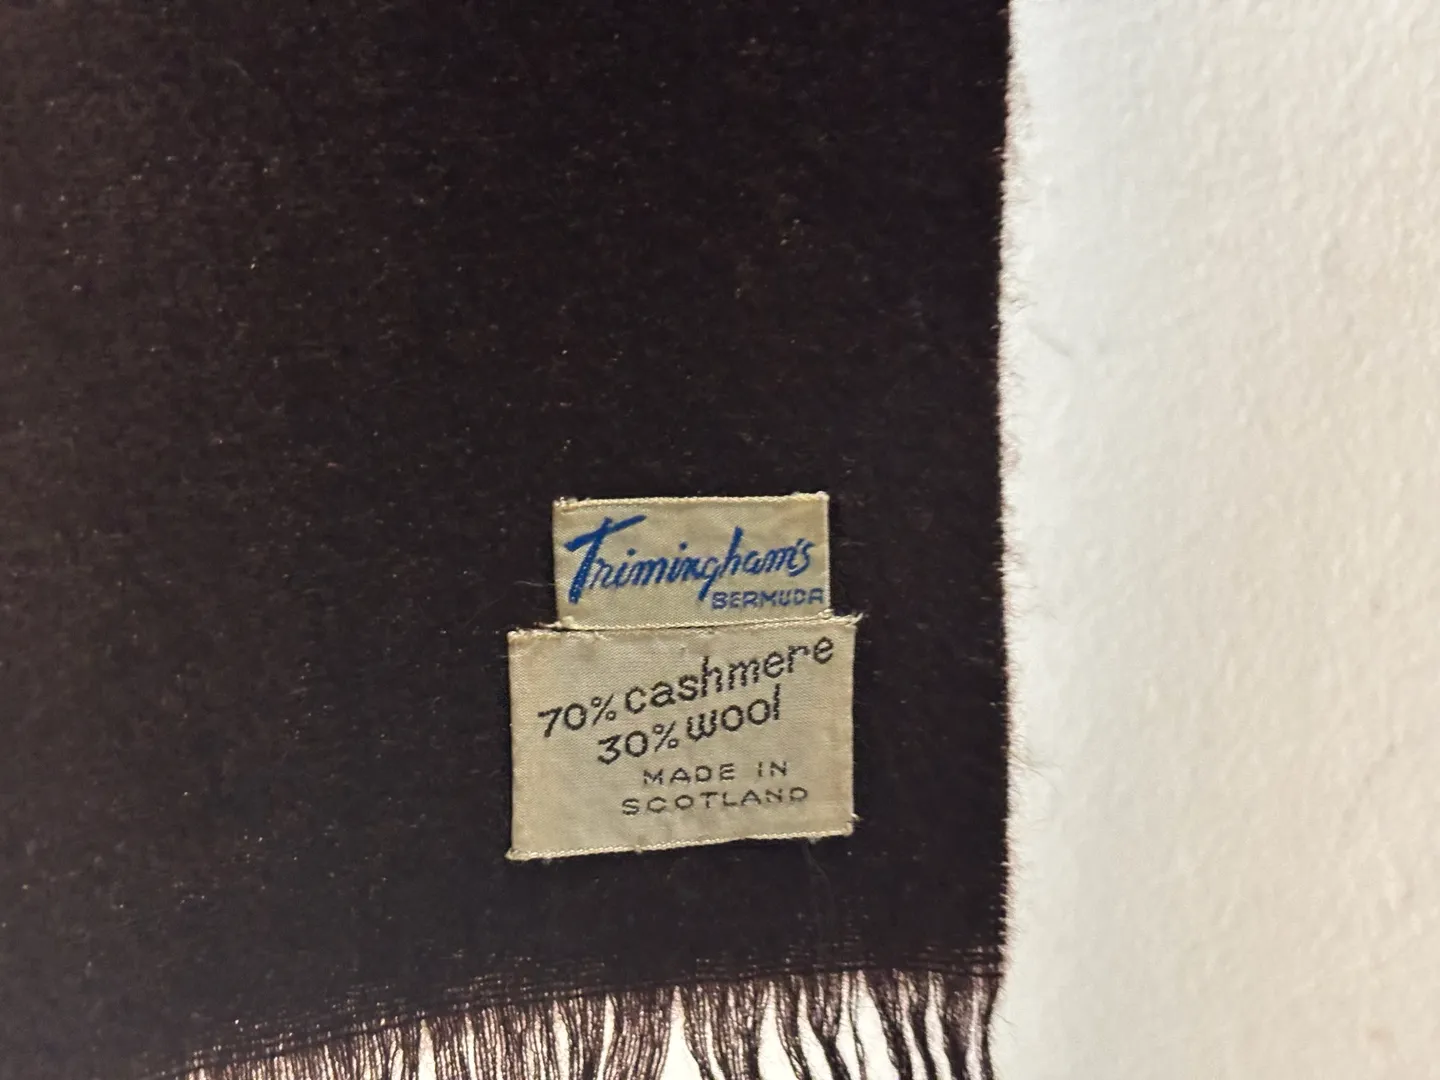 Trimingham's
BERMUDA
70% cashmere
30% wool
MADE IN
SCOTLAND